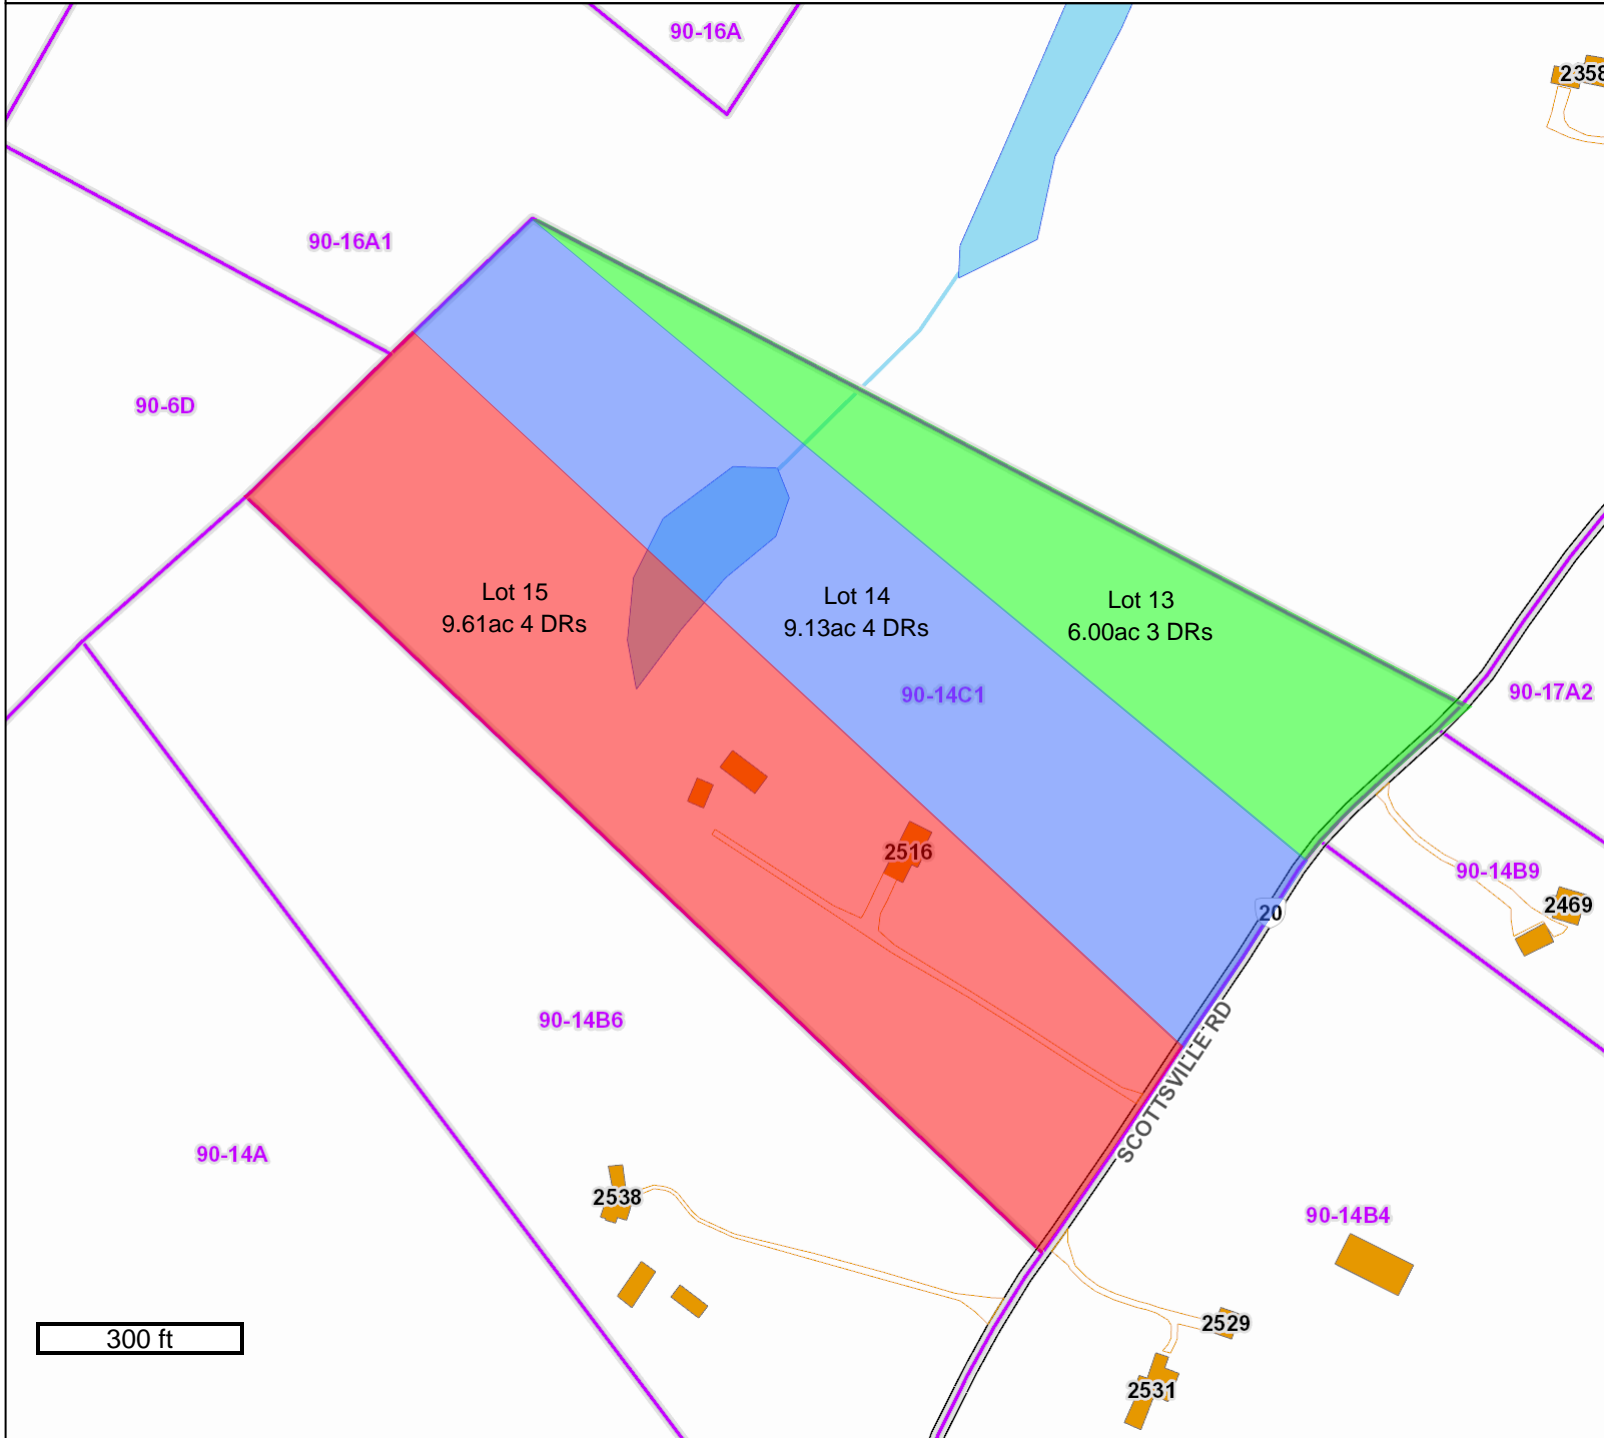 90-16A
2358
90-16A1
90-6D
Lot 15
9.61ac 4 DRs
Lot 14
9.13ac 4 DRs
Lot 13
6.00ac 3 DRs
90-14C1
90-17A2
2516
90-14B9
2469
20
90-14B6
SCOTTSVILLE RD
90-14A
2538
90-14B4
2529
300 ft
2531